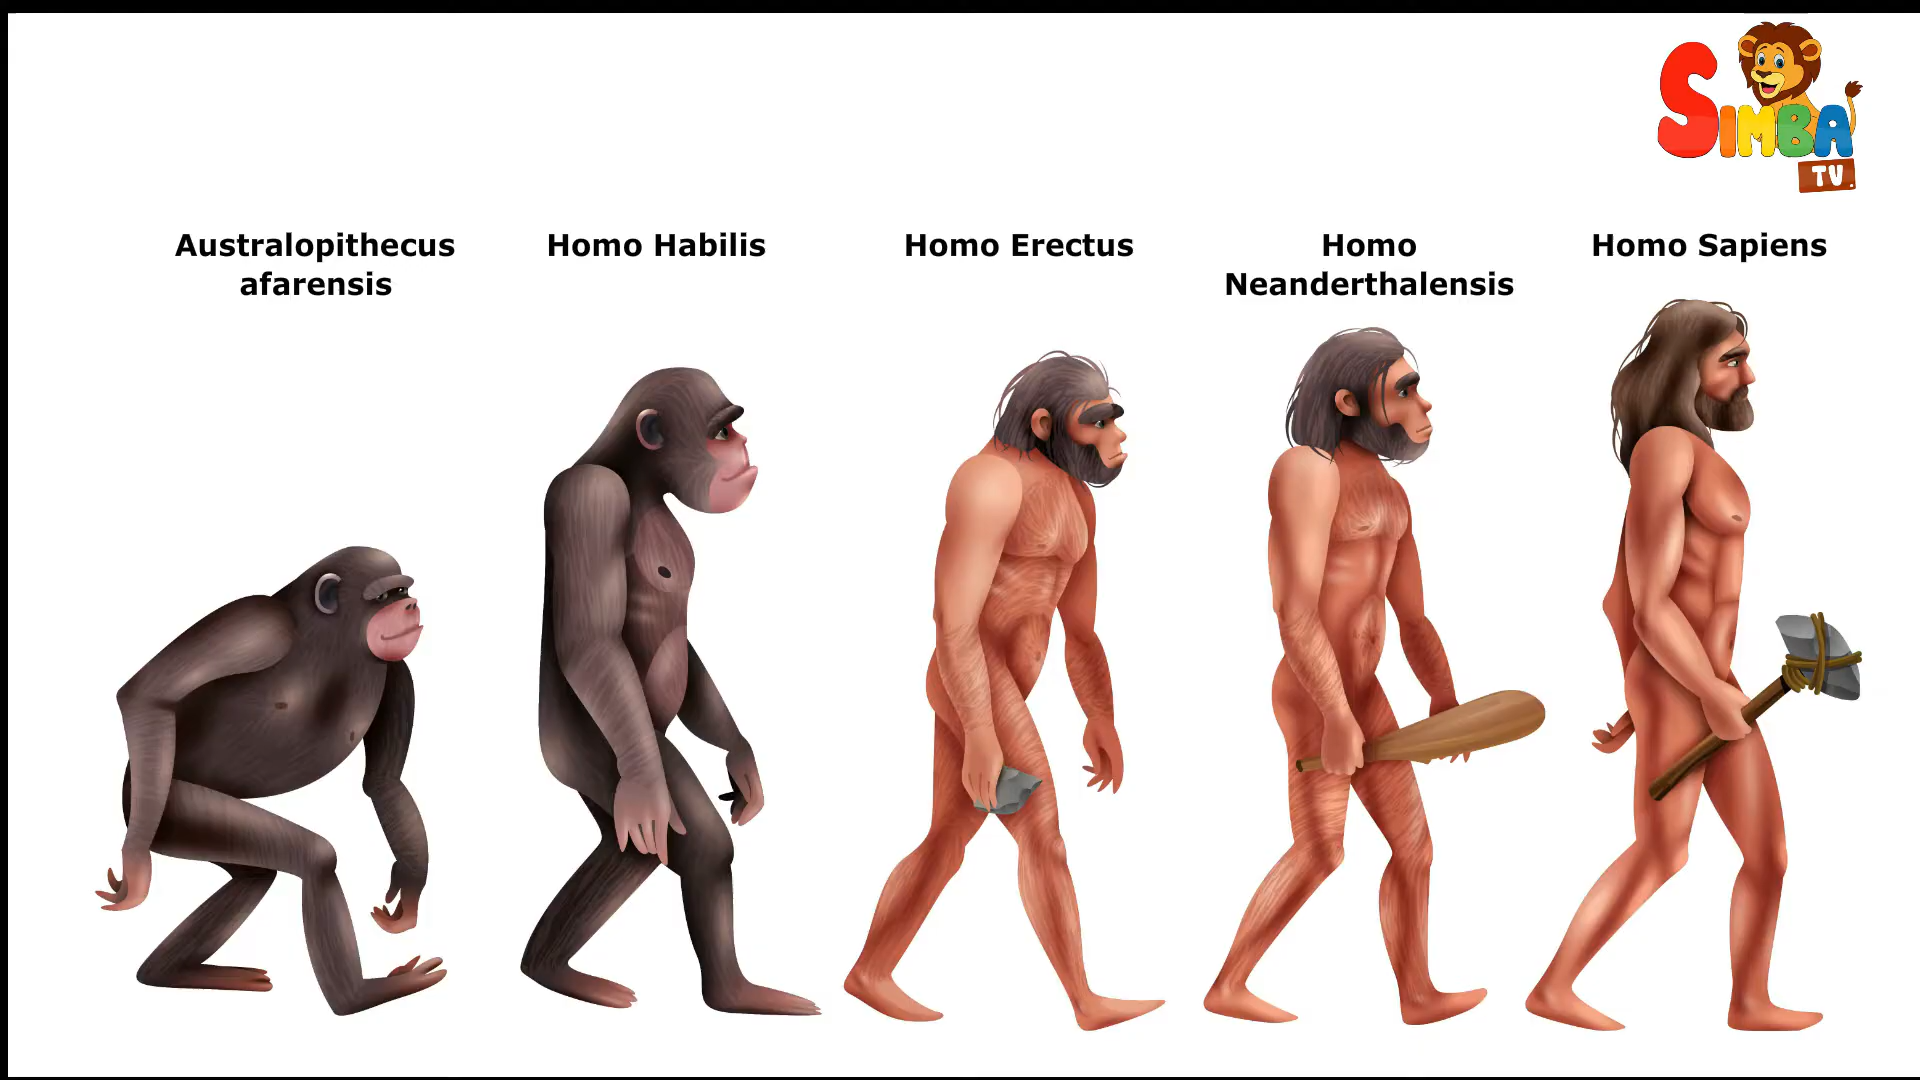 SIMBA
TV
Australopithecus
afarensis
Homo Habilis
Homo Erectus
Homo
Neanderthalensis
Homo Sapiens